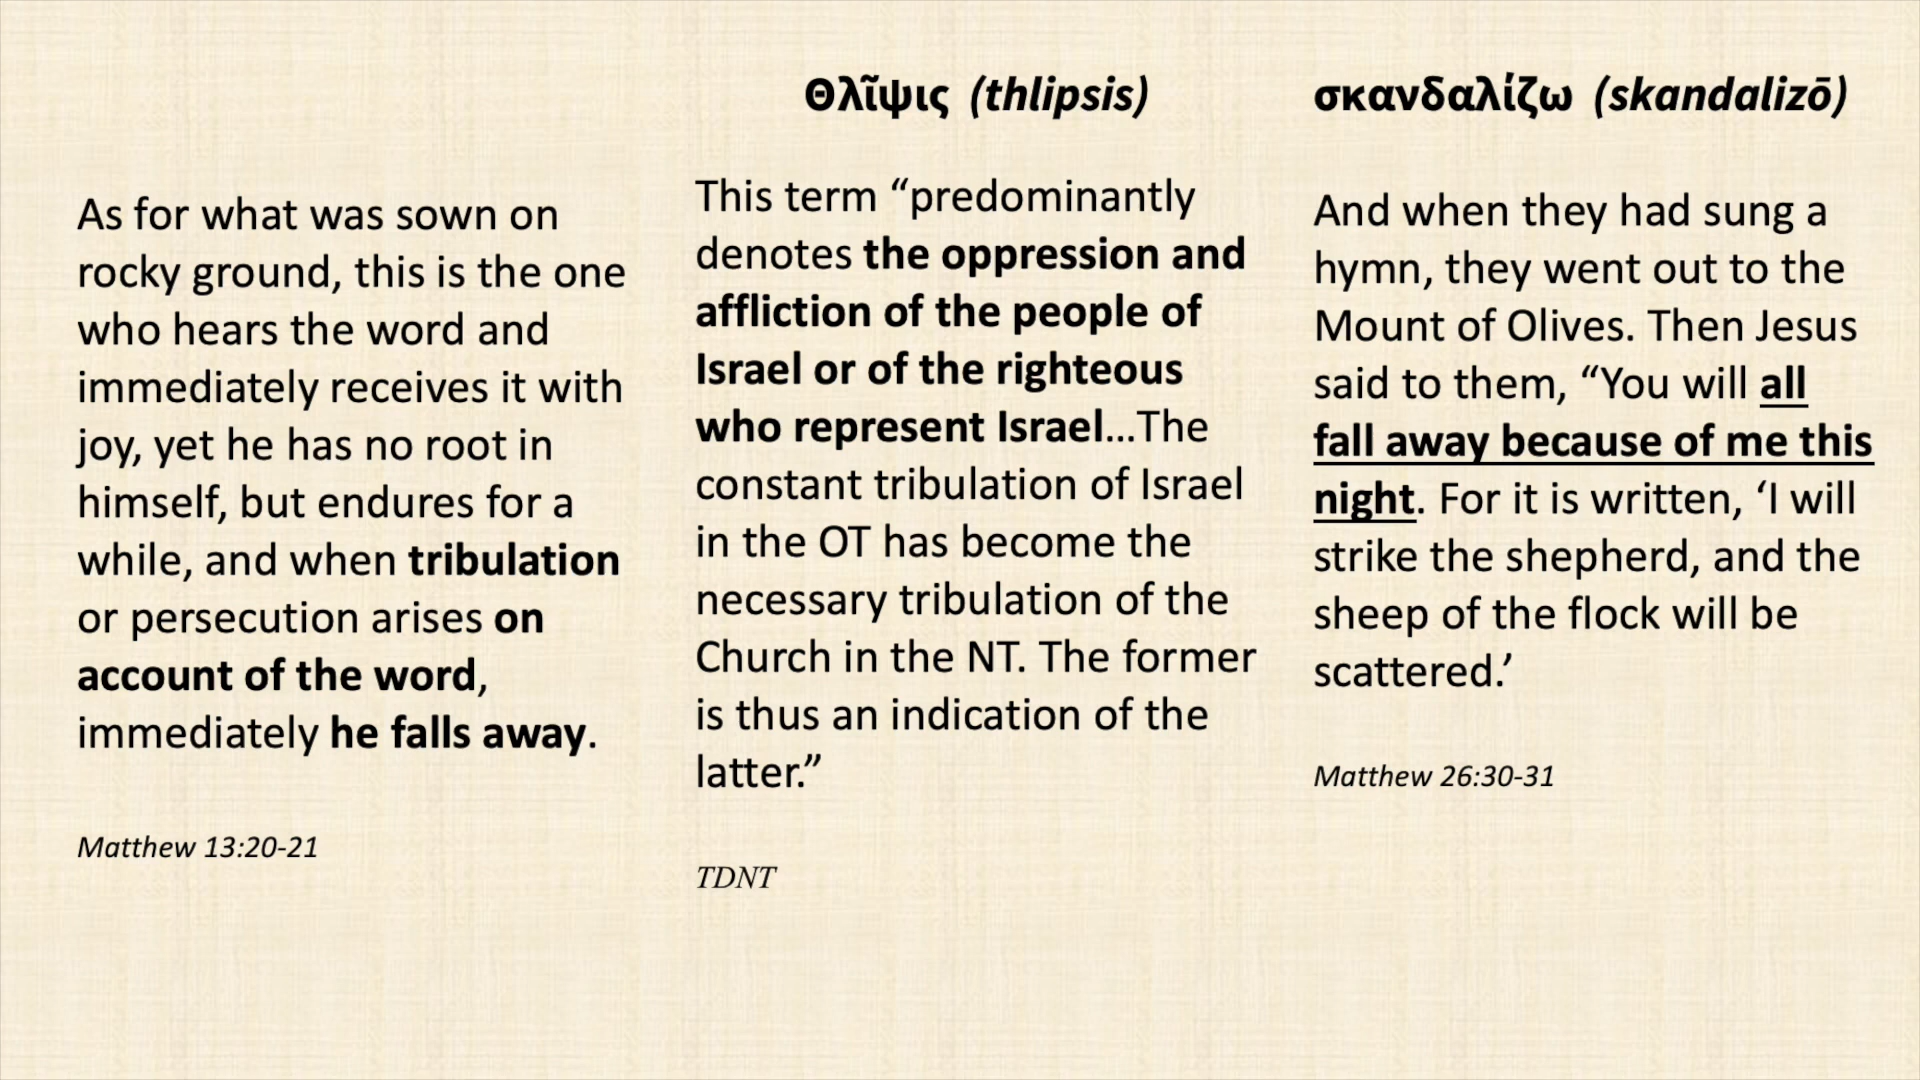 As for what was sown on
rocky ground, this is the one
who hears the word and
immediately receives it with
joy, yet he has no root in
himself, but endures for a
while, and when tribulation
or persecution arises on
account of the word,
immediately he falls away.
Matthew 13:20-21
Θλῖψις (thlipsis)
This term “predominantly
denotes the oppression and
affliction of the people of
Israel or of the righteous
who represent Israel…The
constant tribulation of Israel
in the OT has become the
necessary tribulation of the
Church in the NT. The former
is thus an indication of the
latter.”
TDNT
σκανδαλίζω (skandalizō)
And when they had sung a
hymn, they went out to the
Mount of Olives. Then Jesus
said to them, “You will all
fall away because of me this
night. For it is written, ‘I will
strike the shepherd, and the
sheep of the flock will be
scattered.’
Matthew 26:30-31